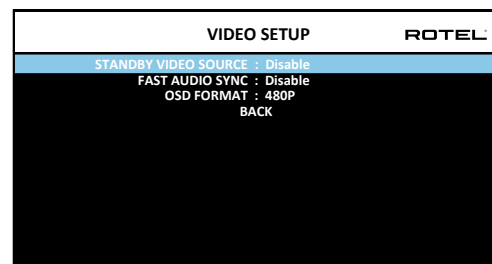 VIDEO SETUP ROTEL
STANDBY VIDEO SOURCE : Disable
FAST AUDIO SYNC : Disable
OSD FORMAT : 480P
BACK